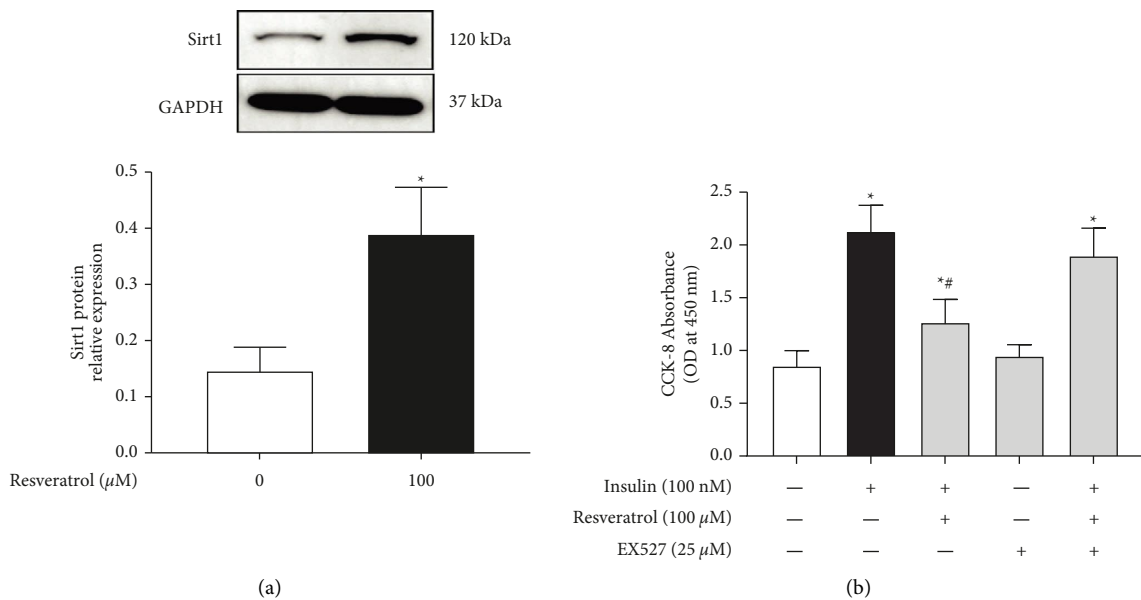 Sirt1 120 kDa
GAPDH 37 kDa
0.5
0.4
0.3
0.2
0.1
0.0
Sirt1 protein
relative expression
*
Resveratrol (µM) 0 100
(a)
2.5
2.0
1.5
1.0
0.5
0.0
CCK-8 Absorbance
(OD at 450 nm)
*
*#
*
Insulin (100 nM) — + + — +
Resveratrol (100 µM) — — + — +
EX527 (25 µM) — — — + +
(b)